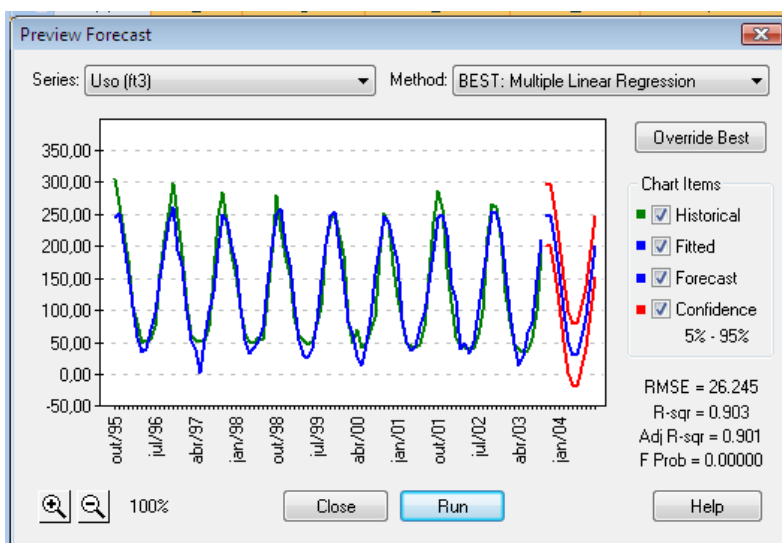 Preview Forecast
Series: Uso (ft3) Method: BEST: Multiple Linear Regression
Override Best
350,00
300,00
250,00
200,00
150,00
100,00
50,00
0,00
-50,00
out/95 jul/96 abr/97 jan/98 out/98 jul/99 abr/00 jan/01 out/01 jul/02 abr/03 jan/04
Chart Items
Historical
Fitted
Forecast
Confidence
5% - 95%
RMSE = 26.245
R-sqr = 0.903
Adj R-sqr = 0.901
F Prob = 0.00000
100% Close Run Help